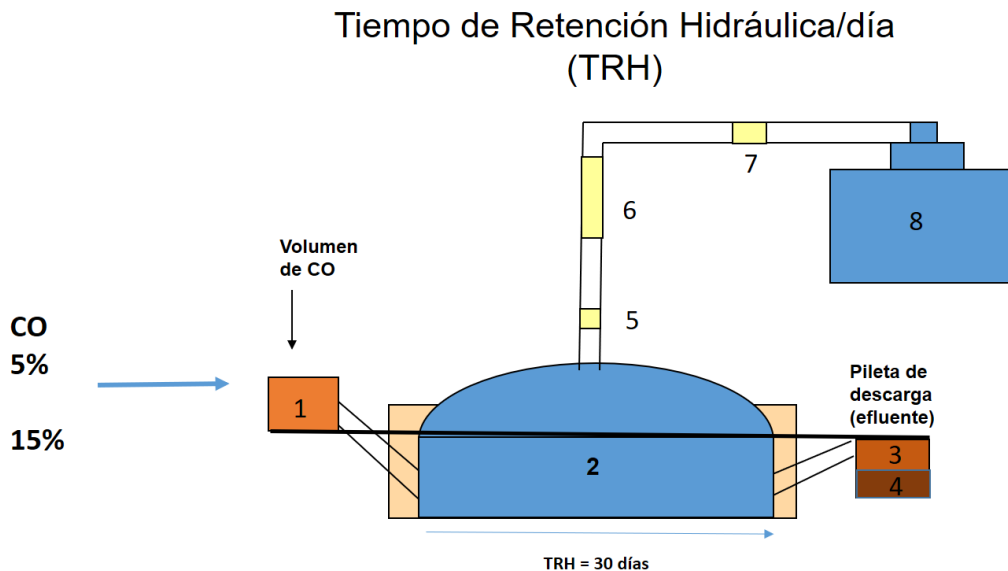 Tiempo de Retención Hidráulica/día
(TRH)
7
6
8
Volumen
de CO
5
CO
5%
15%
1
Pileta de
descarga
(efluente)
2
3
4
TRH = 30 días